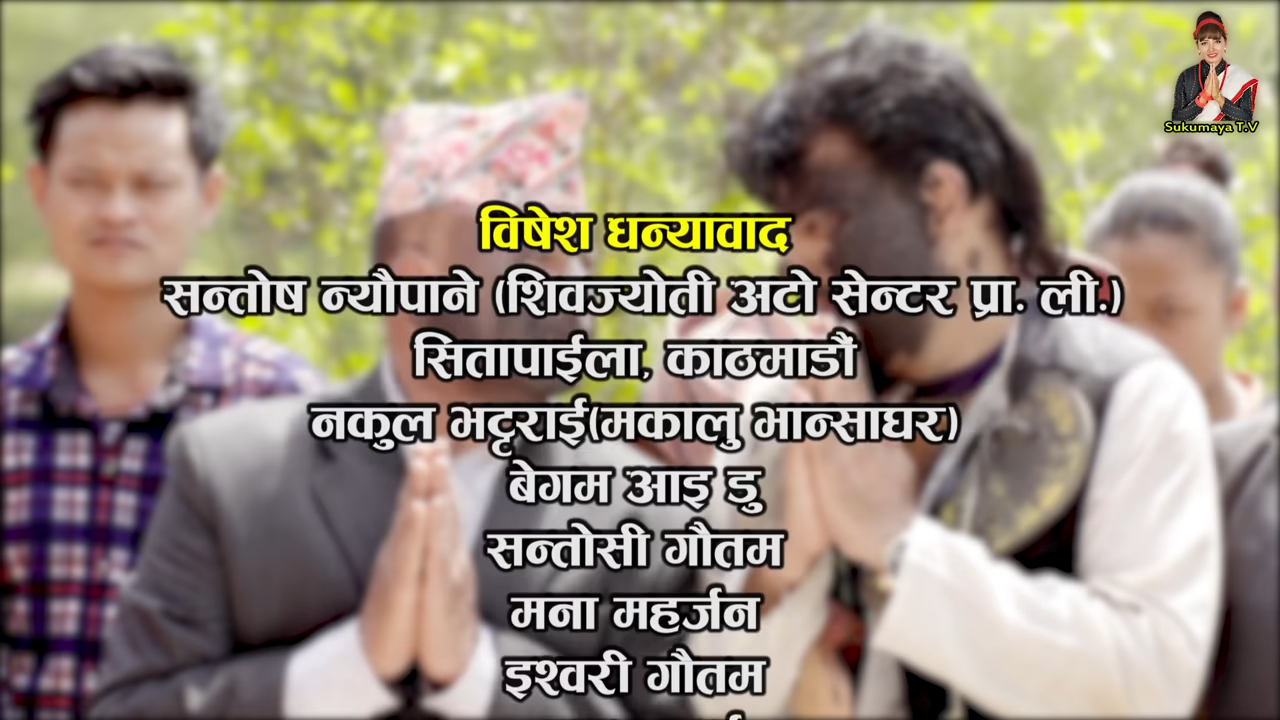 Sukumaya T.V
विषेश धन्यावाद
सन्तोष न्यौपाने (शिवज्योती अटो सेन्टर प्रा. ली.)
सितापाईला, काठमाडौं
नकुल भट्टराई(मकालु भान्साघर)
बेगम आइ डु
सन्तोसी गौतम
मना महर्जन
इश्वरी गौतम